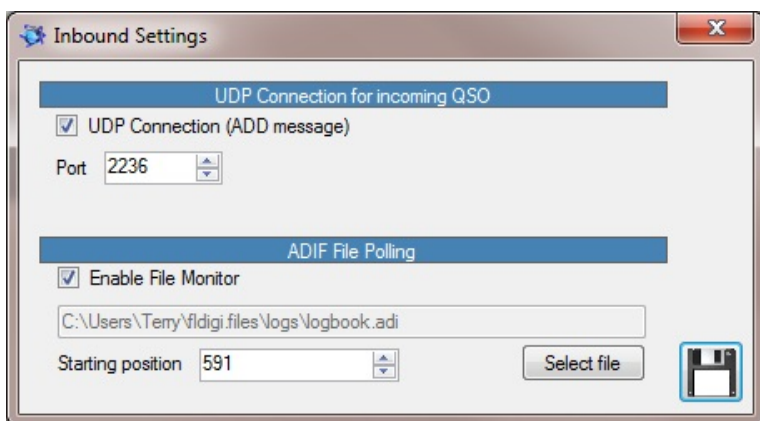 Inbound Settings
UDP Connection for incoming QSO
UDP Connection (ADD message)
Port 2236
ADIF File Polling
Enable File Monitor
C:\Users\Terry\fldigi.files\logs\logbook.adi
Starting position 591 Select file